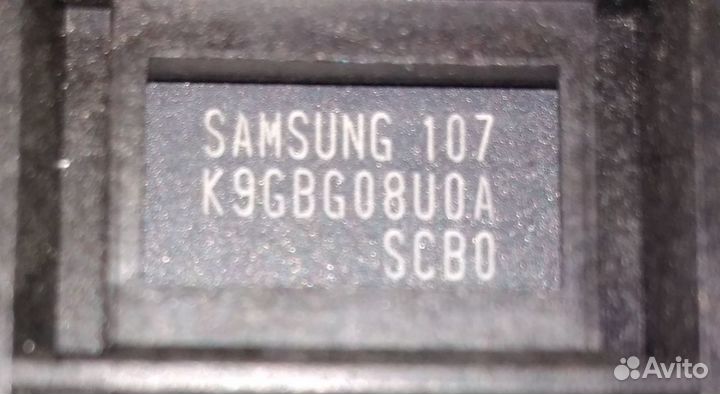 SAMSUNG 107
K9GBG08U0A
SCB0
Avito